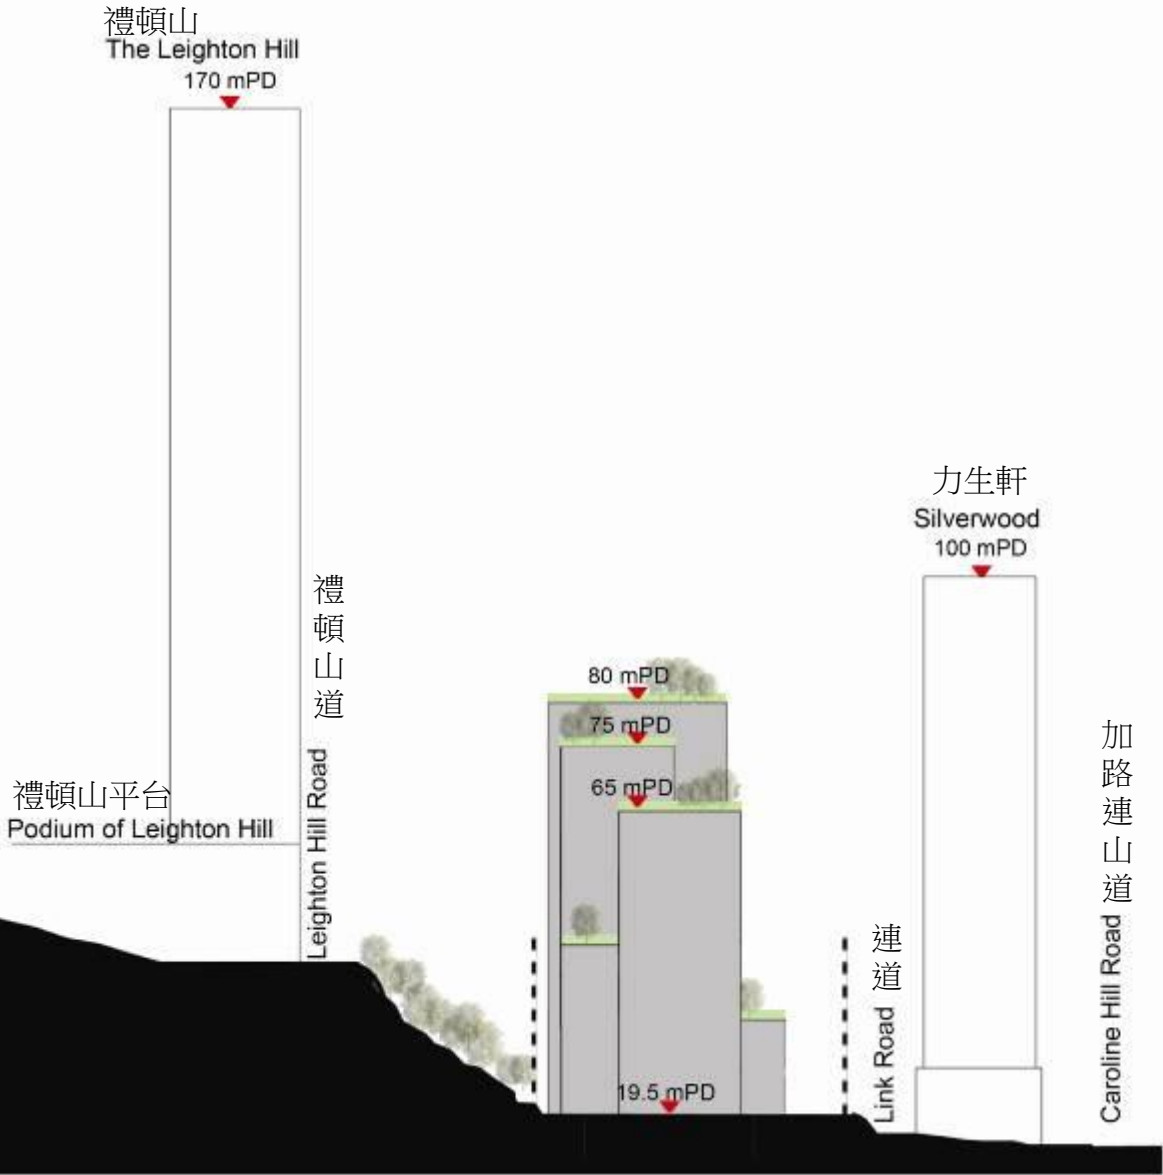 禮頓山
The Leighton Hill
170 mPD
力生軒
Silverwood
100 mPD
禮頓山道
Leighton Hill Road
80 mPD
75 mPD
65 mPD
禮頓山平台
Podium of Leighton Hill
加路連山道
Caroline Hill Road
連道
Link Road
19.5 mPD